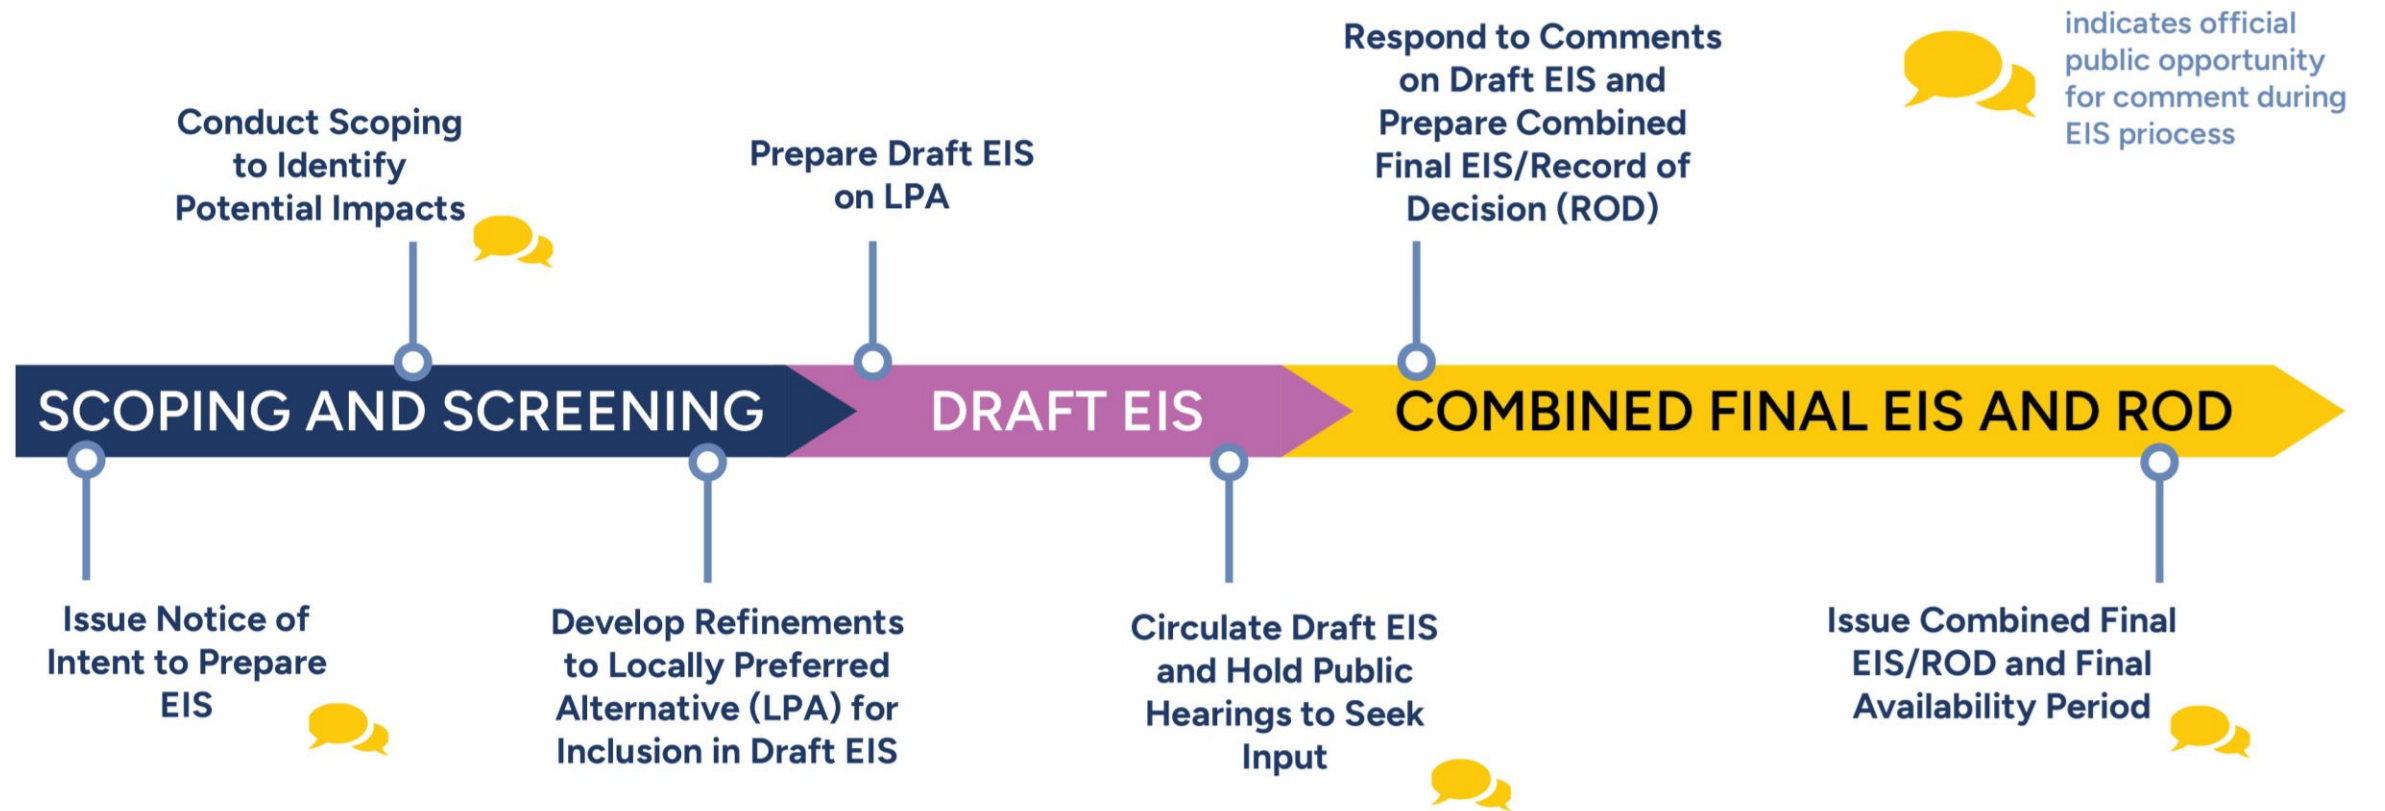 Conduct Scoping
to Identify
Potential Impacts
Prepare Draft EIS
on LPA
Respond to Comments
on Draft EIS and
Prepare Combined
Final EIS/Record of
Decision (ROD)
indicates official
public opportunity
for comment during
EIS priocess
SCOPING AND SCREENING
DRAFT EIS
COMBINED FINAL EIS AND ROD
Issue Notice of
Intent to Prepare
EIS
Develop Refinements
to Locally Preferred
Alternative (LPA) for
Inclusion in Draft EIS
Circulate Draft EIS
and Hold Public
Hearings to Seek
Input
Issue Combined Final
EIS/ROD and Final
Availability Period